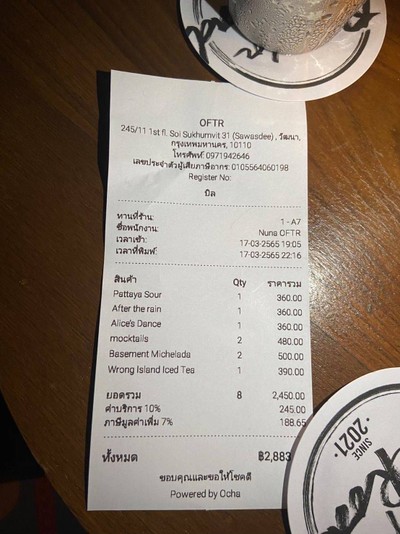 OFTR
245/11 1st fl. Soi Sukhumvit 31 (Sawasdee) , วัฒนา,
กรุงเทพมหานคร, 10110
โทรศัพท์: 0971942646
เลขประจำตัวผู้เสียภาษีอากร: 0105564060198
Register No:
บิล
ทานที่ร้าน: 1 - A7
ชื่อพนักงาน: Nuna OFTR
เวลาเข้า: 17-03-2565 19:05
เวลาที่พิมพ์: 17-03-2565 22:16
สินค้า Qty ราคารวม
Pattaya Sour 1 360.00
After the rain 1 360.00
Alice's Dance 1 360.00
mocktails 2 480.00
Basement Michelada 2 500.00
Wrong Island Iced Tea 1 390.00
ยอดรวม 8 2,450.00
ค่าบริการ 10% 245.00
ภาษีมูลค่าเพิ่ม 7% 188.65
ทั้งหมด ฿2,883
ขอบคุณและขอให้โชคดี
Powered by Ocha
SINCE
·2021·